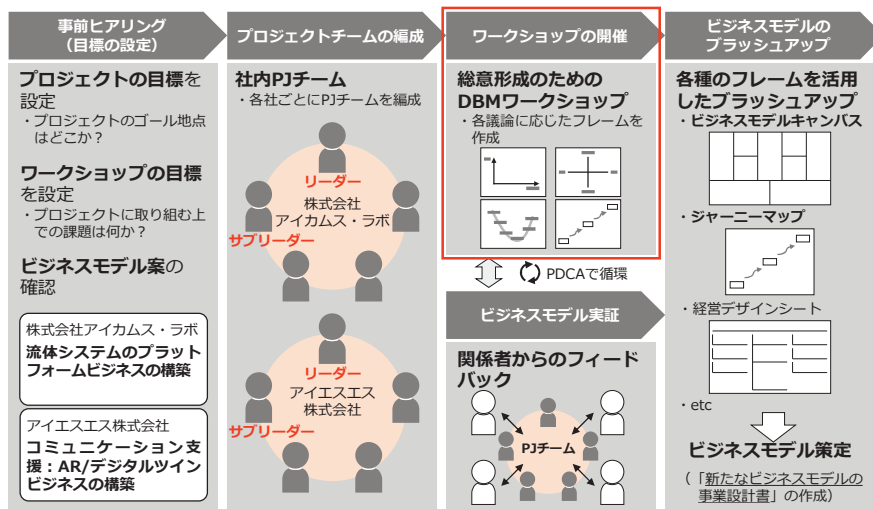 事前ヒアリング
（目標の設定）
プロジェクトの目標を
設定
・プロジェクトのゴール地点
はどこか？
ワークショップの目標
を設定
・プロジェクトに取り組む上
での課題は何か？
ビジネスモデル案の
確認
株式会社アイカムス・ラボ
流体システムのプラット
フォームビジネスの構築
アイエスエス株式会社
コミュニケーション支
援：AR/デジタルツイン
ビジネスの構築
プロジェクトチームの編成
社内PJチーム
・各社ごとにPJチームを編成
リーダー
株式会社
アイカムス・ラボ
サブリーダー
リーダー
アイエスエス
株式会社
サブリーダー
ワークショップの開催
総意形成のための
DBMワークショップ
・各議論に応じたフレームを
作成
PDCAで循環
ビジネスモデル実証
関係者からのフィード
バック
PJチーム
ビジネスモデルの
ブラッシュアップ
各種のフレームを活用
したブラッシュアップ
・ビジネスモデルキャンバス
・ジャーニーマップ
・経営デザインシート
・etc
ビジネスモデル策定
（「新たなビジネスモデルの
事業設計書」の作成）